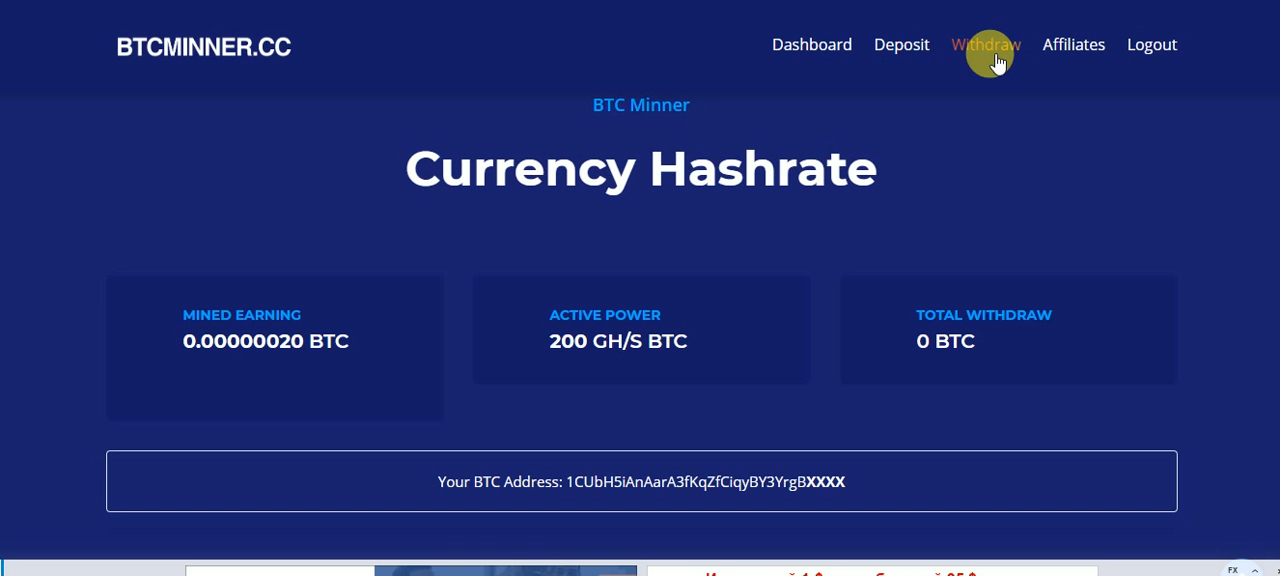 BTCMINNER.CC
Dashboard Deposit Withdraw Affiliates Logout
BTC Minner
Currency Hashrate
MINED EARNING
0.00000020 BTC
ACTIVE POWER
200 GH/S BTC
TOTAL WITHDRAW
0 BTC
Your BTC Address: 1CUbH5iAnAarA3fKqZfCiqyBY3YrgBXXXX
FX